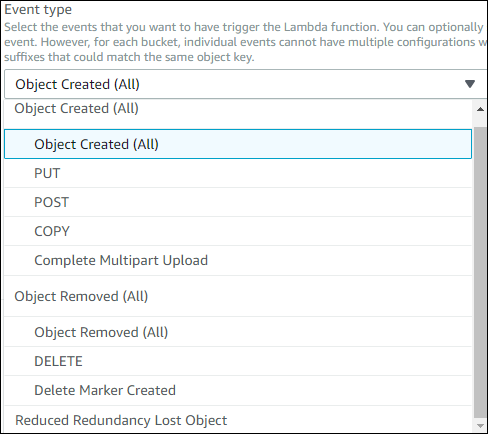 Event type
Select the events that you want to have trigger the Lambda function. You can optionally
event. However, for each bucket, individual events cannot have multiple configurations w
suffixes that could match the same object key.
Object Created (All)
Object Created (All)
Object Created (All)
PUT
POST
COPY
Complete Multipart Upload
Object Removed (All)
Object Removed (All)
DELETE
Delete Marker Created
Reduced Redundancy Lost Object